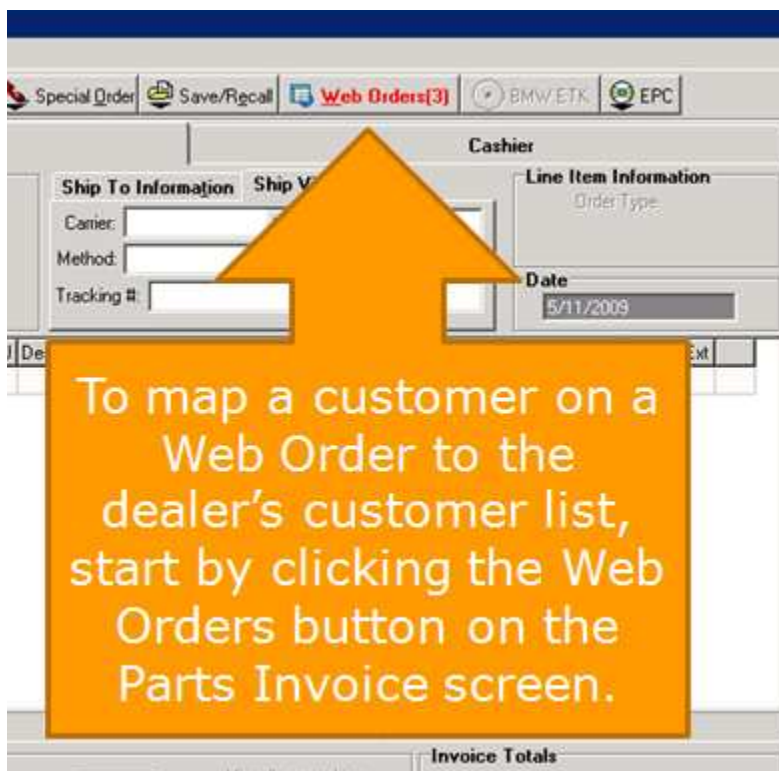 Special Order Save/Recall Web Orders(3) BMW ETK EPC
Cashier
Ship To Information Ship Line Item Information
Order Type
Carrier:
Method:
Date
Tracking #: 5/11/2009
Ext
To map a customer on a
Web Order to the
dealer's customer list,
start by clicking the Web
Orders button on the
Parts Invoice screen.
Invoice Totals